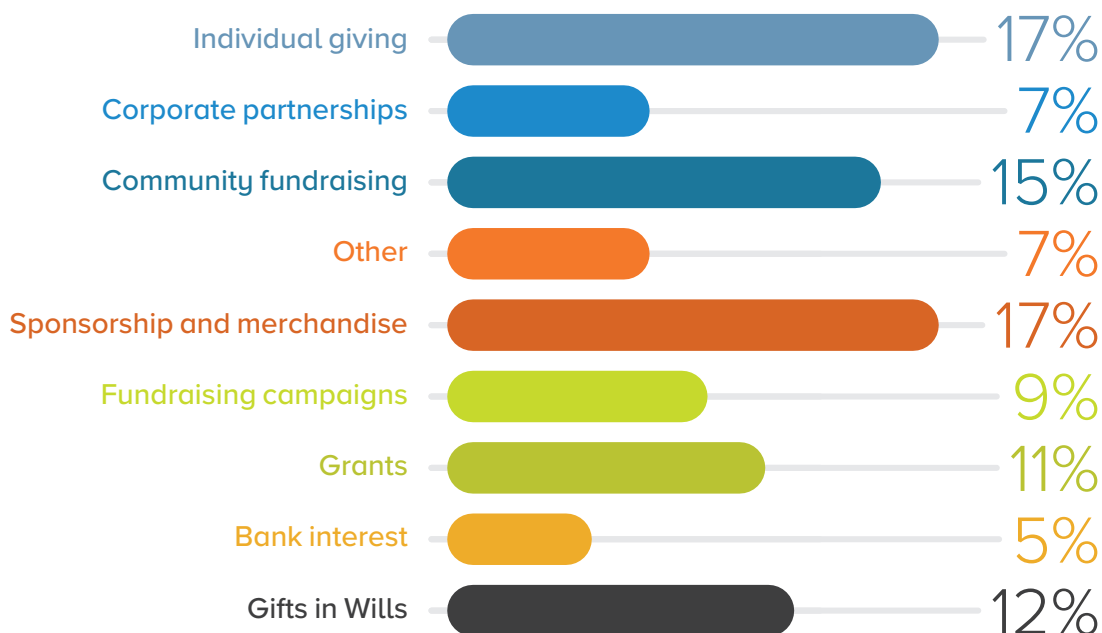 Individual giving 17%
Corporate partnerships 7%
Community fundraising 15%
Other 7%
Sponsorship and merchandise 17%
Fundraising campaigns 9%
Grants 11%
Bank interest 5%
Gifts in Wills 12%